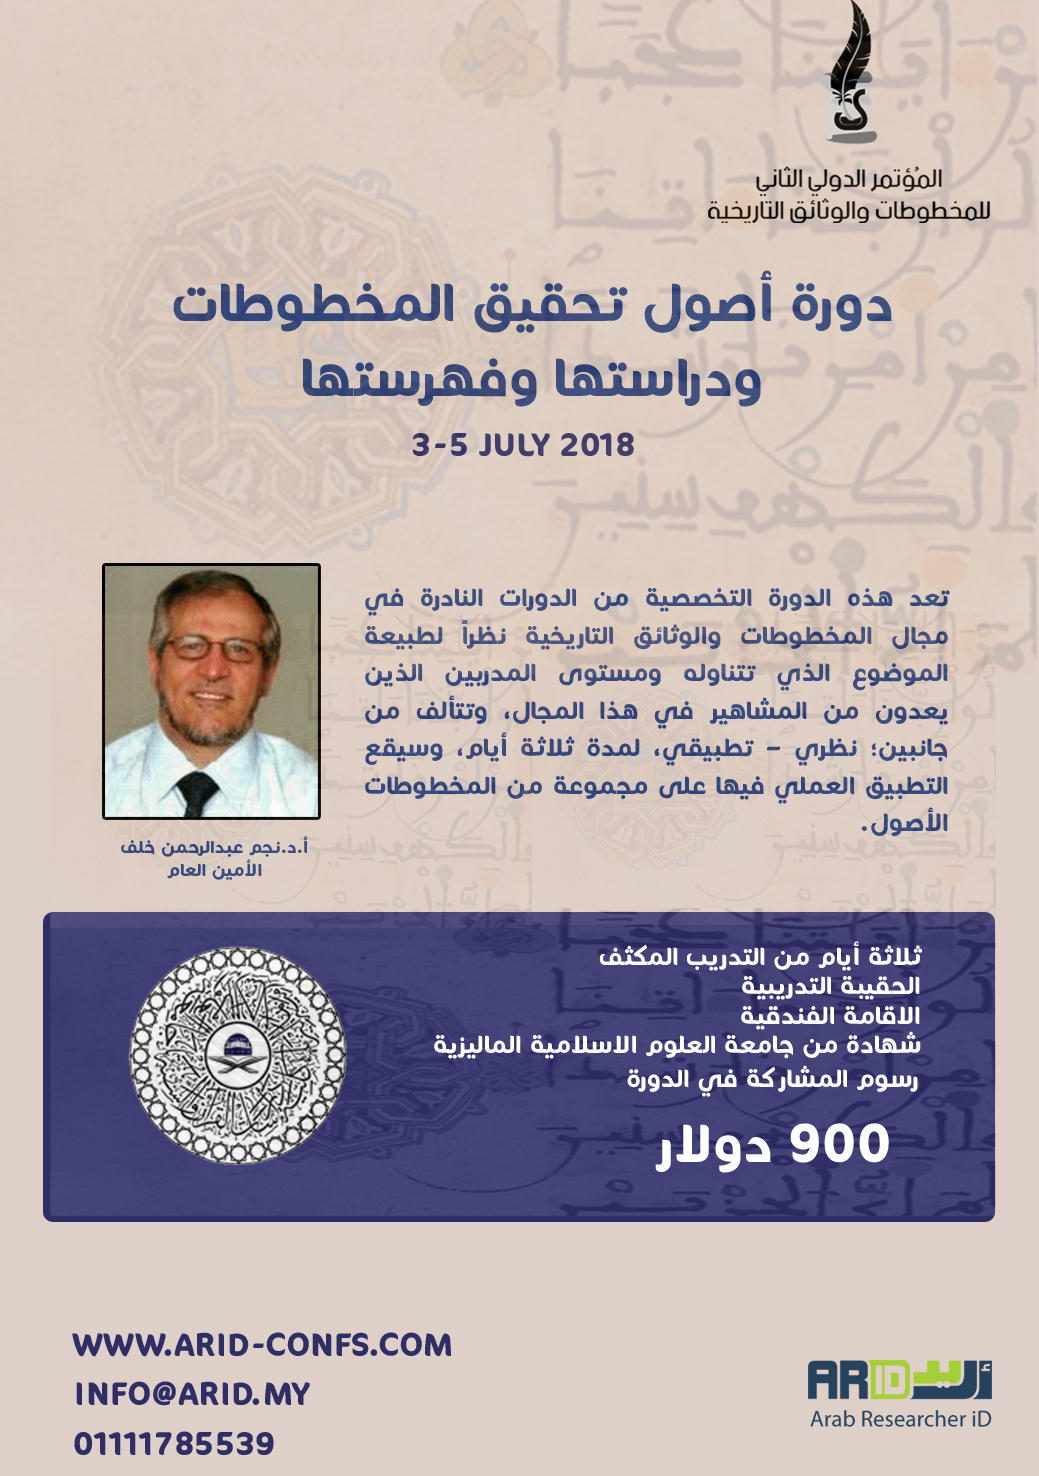 المُؤتمر الدولي الثاني
للمخطوطات والوثائق التاريخية
دورة أصول تحقيق المخطوطات
ودراستها وفهرستها
3-5 JULY 2018
تعد هذه الدورة التخصصية من الدورات النادرة في
مجال المخطوطات والوثائق التاريخية نظراً لطبيعة
الموضوع الذي تتناوله ومستوى المدربين الذين
يعدون من المشاهير في هذا المجال، وتتألف من
جانبين؛ نظري – تطبيقي، لمدة ثلاثة أيام، وسيقع
التطبيق العملي فيها على مجموعة من المخطوطات
الأصول.
أ.د.نجم عبدالرحمن خلف
الأمين العام
ثلاثة أيام من التدريب المكثف
الحقيبة التدريبية
الاقامة الفندقية
شهادة من جامعة العلوم الاسلامية الماليزية
رسوم المشاركة في الدورة
900 دولار
WWW.ARID-CONFS.COM
INFO@ARID.MY
01111785539
ARID أريد
Arab Researcher iD